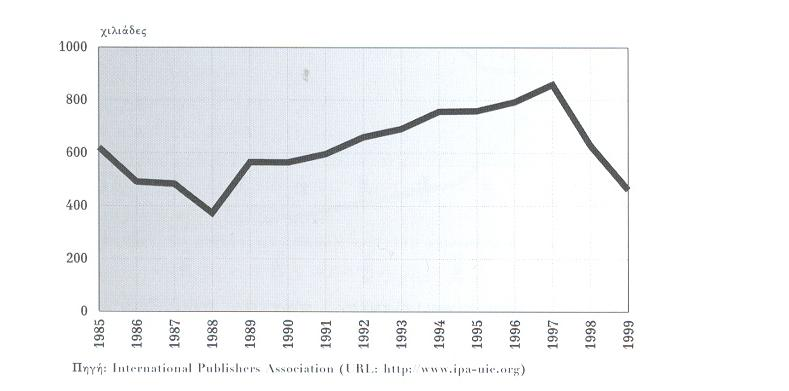 χιλιάδες
1000
800
600
400
200
0
1985 1986 1987 1988 1989 1990 1991 1992 1993 1994 1995 1996 1997 1998 1999
Πηγή: International Publishers Association (URL: http://www.ipa-uie.org)